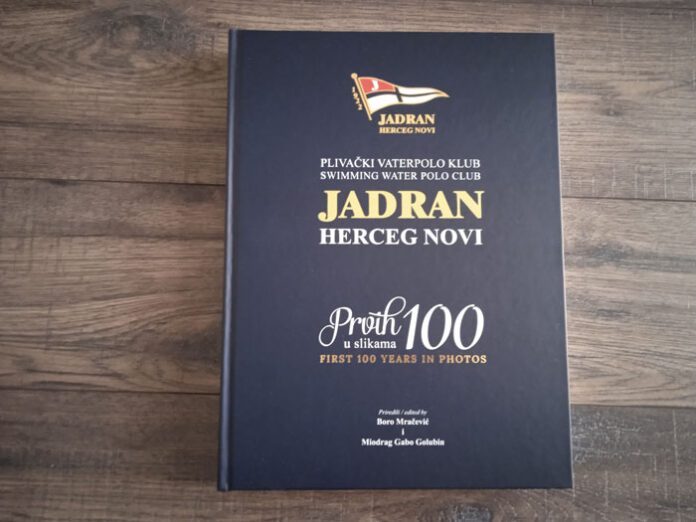 J
1922
JADRAN
HERCEG NOVI
PLIVAČKI VATERPOLO KLUB
SWIMMING WATER POLO CLUB
JADRAN
HERCEG NOVI
Prvih 100
u slikama
FIRST 100 YEARS IN PHOTOS
Priredili / edited by
Boro Mračević
i
Miodrag Gabo Golubin